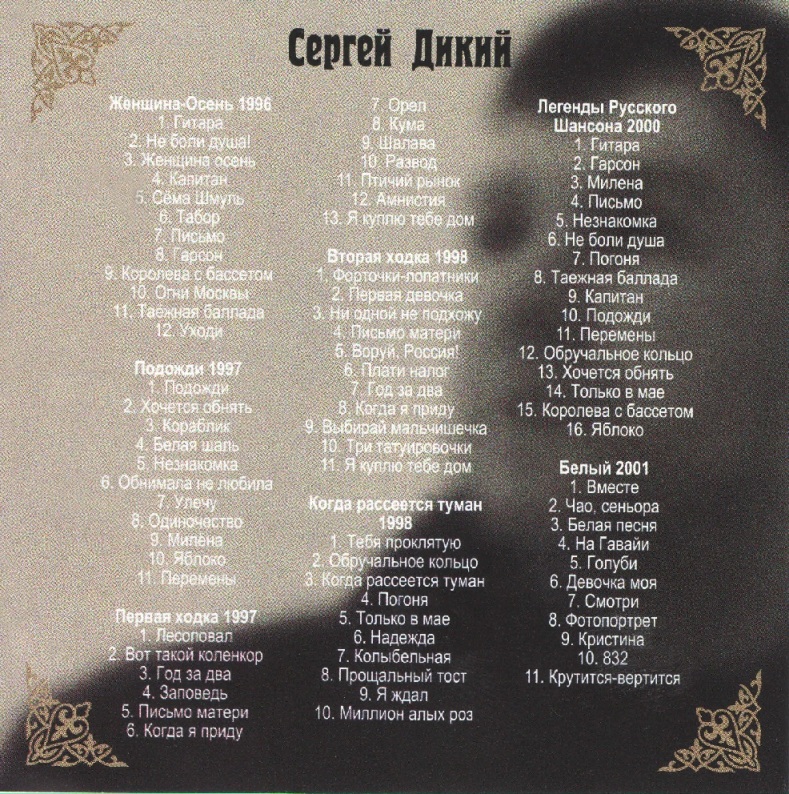 Сергей Дикий
Женщина-Осень 1996
1. Гитара
2. Не боли душа!
3. Женщина осень
4. Капитан
5. Сёма Шмуль
6. Табор
7. Письмо
8. Гарсон
9. Королева с бассетом
10. Огни Москвы
11. Таёжная баллада
12. Уходи
Подожди 1997
1. Подожди
2. Хочется обнять
3. Кораблик
4. Белая шаль
5. Незнакомка
6. Обнимала не любила
7. Улечу
8. Одиночество
9. Милена
10. Яблоко
11. Перемены
Первая ходка 1997
1. Лесоповал
2. Вот такой коленкор
3. Год за два
4. Заповедь
5. Письмо матери
6. Когда я приду
7. Орел
8. Кума
9. Шалава
10. Развод
11. Птичий рынок
12. Амнистия
13. Я куплю тебе дом
Вторая ходка 1998
1. Форточки-лопатники
2. Первая девочка
3. Ни одной не подхожу
4. Письмо матери
5. Воруй, Россия!
6. Плати налог
7. Год за два
8. Когда я приду
9. Выбирай мальчишечка
10. Три татуировочки
11. Я куплю тебе дом
Когда рассеется туман
1998
1. Тебя проклятую
2. Обручальное кольцо
3. Когда рассеется туман
4. Погоня
5. Только в мае
6. Надежда
7. Колыбельная
8. Прощальный тост
9. Я ждал
10. Миллион алых роз
Легенды Русского
Шансона 2000
1. Гитара
2. Гарсон
3. Милена
4. Письмо
5. Незнакомка
6. Не боли душа
7. Погоня
8. Таежная баллада
9. Капитан
10. Подожди
11. Перемены
12. Обручальное кольцо
13. Хочется обнять
14. Только в мае
15. Королева с бассетом
16. Яблоко
Белый 2001
1. Вместе
2. Чао, сеньора
3. Белая песня
4. На Гавайи
5. Голуби
6. Девочка моя
7. Смотри
8. Фотопортрет
9. Кристина
10. 832
11. Крутится-вертится